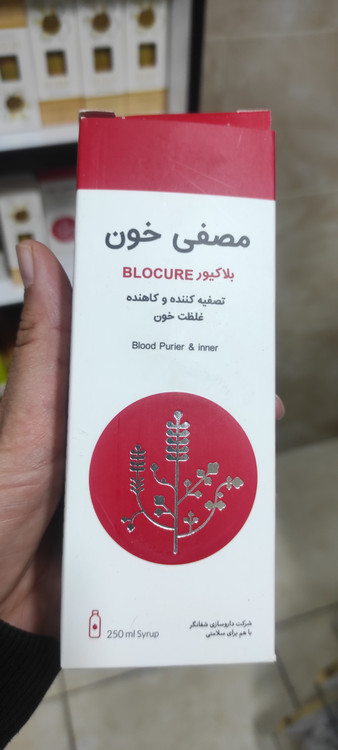 مصفی خون
بلاکیور BLOCURE
تصفیه کننده و کاهنده
غلظت خون
Blood Purier & inner
250 ml Syrup
شرکت داروسازی شفانگر
با هم برای سلامتی